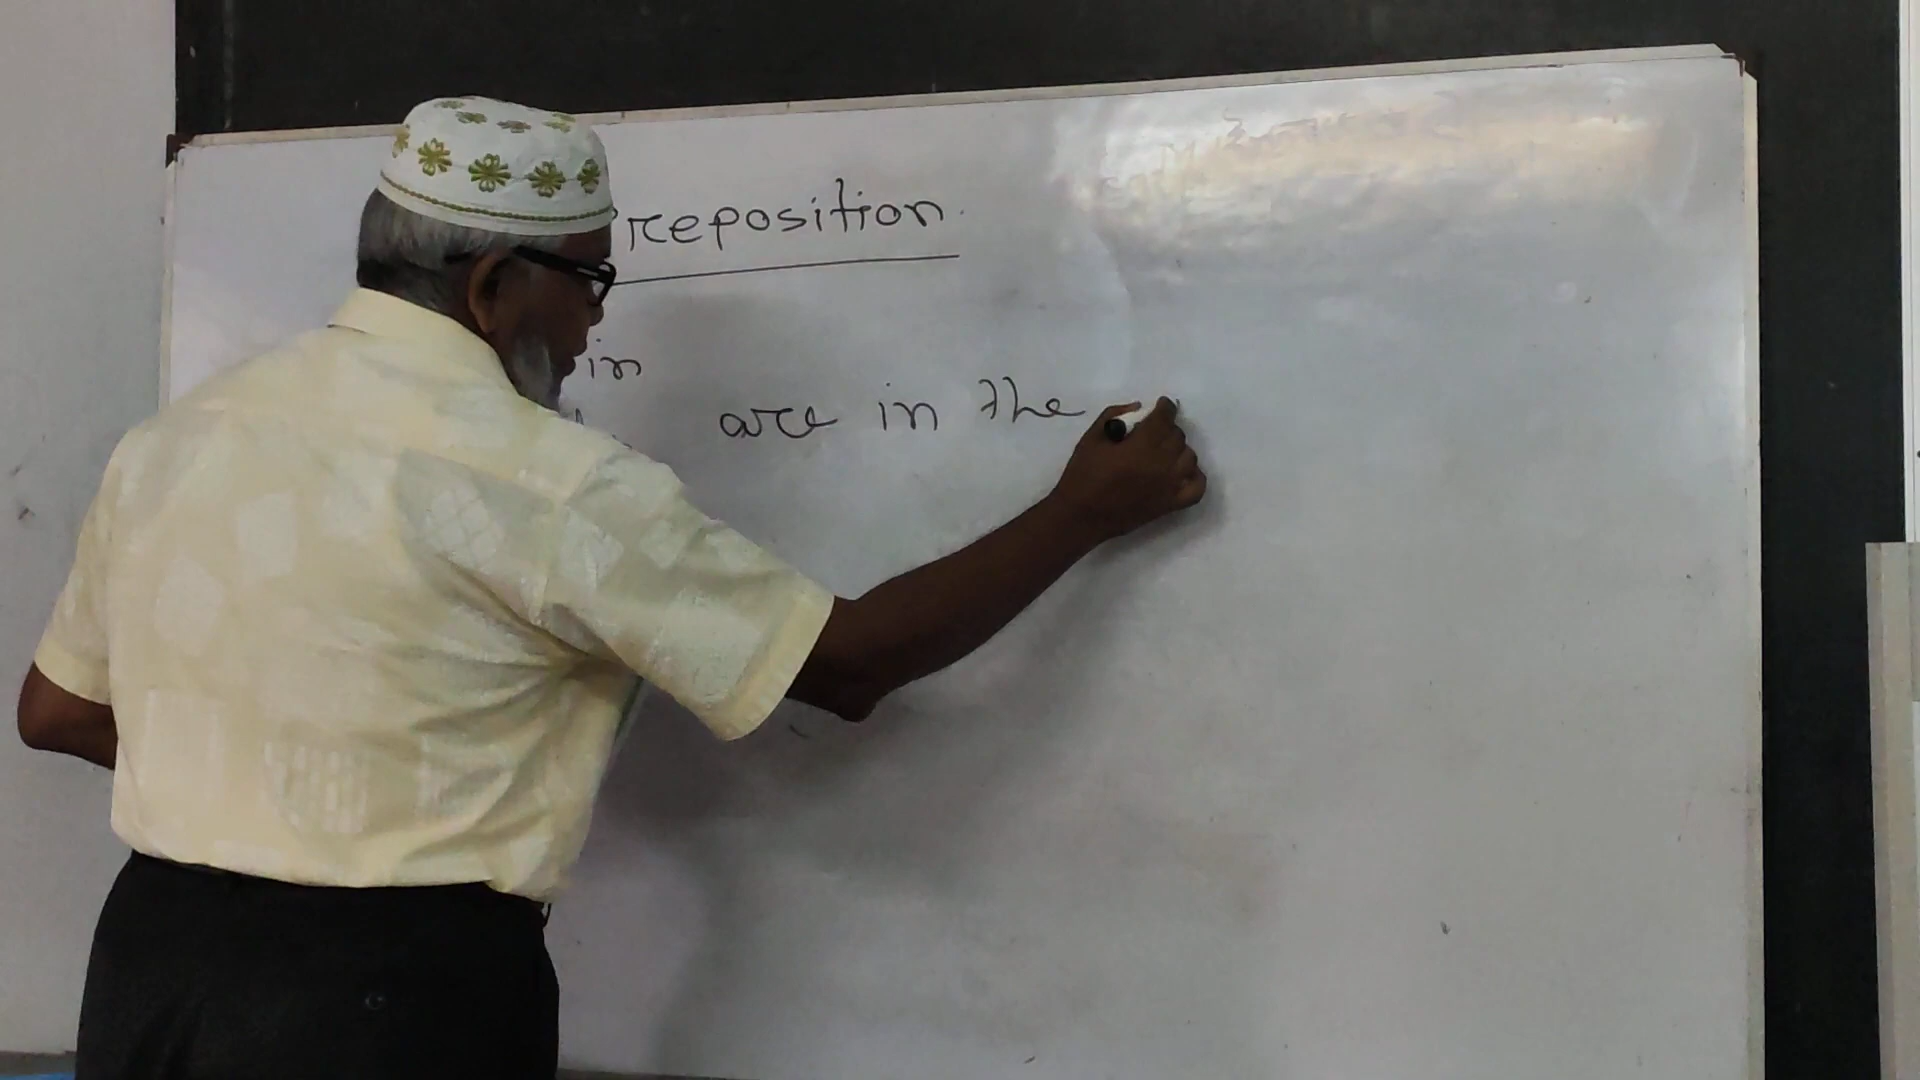 Preposition
in
are in the